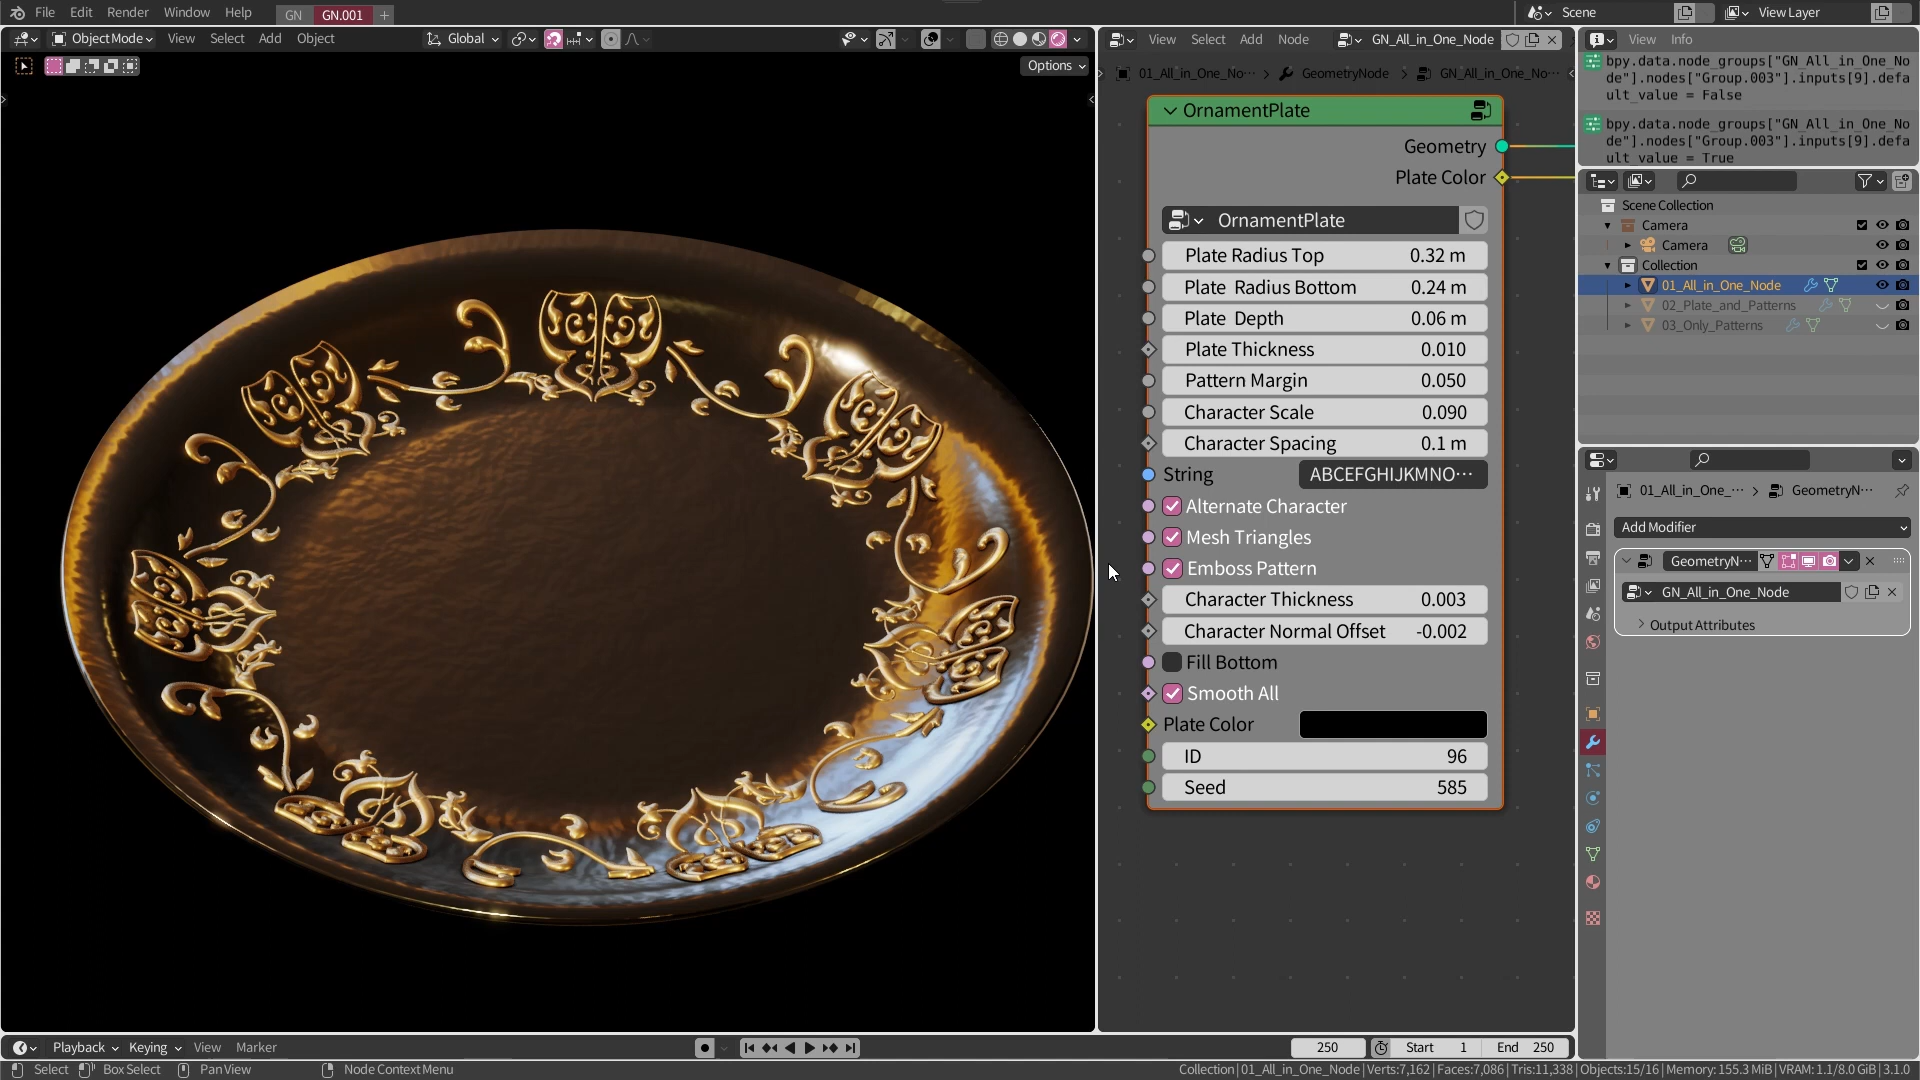 File Edit Render Window Help GN GN.001 Scene View Layer
Object Mode View Select Add Object Global
Options
View Select Add Node GN_All_in_One_Node
01_All_in_One_No··· GeometryNode GN_All_in_One_No···
OrnamentPlate
Geometry
Plate Color
OrnamentPlate
Plate Radius Top 0.32 m
Plate Radius Bottom 0.24 m
Plate Depth 0.06 m
Plate Thickness 0.010
Pattern Margin 0.050
Character Scale 0.090
Character Spacing 0.1 m
String ABCEFGHIJKMNO···
Alternate Character
Mesh Triangles
Emboss Pattern
Character Thickness 0.003
Character Normal Offset -0.002
Fill Bottom
Smooth All
Plate Color
ID 96
Seed 585
View Info
bpy.data.node_groups["GN_All_in_One_No
de"].nodes["Group.003"].inputs[9].defa
ult_value = False
bpy.data.node_groups["GN_All_in_One_No
de"].nodes["Group.003"].inputs[9].defa
ult_value = True
Scene Collection
Camera
Camera
Collection
01_All_in_One_Node
02_Plate_and_Patterns
03_Only_Patterns
01_All_in_One_··· GeometryN···
Add Modifier
GeometryN···
GN_All_in_One_Node
Output Attributes
Playback Keying View Marker 250 Start 1 End 250
Select Box Select Pan View Node Context Menu Collection | 01_All_in_One_Node | Verts:7,162 | Faces:7,086 | Tris:11,338 | Objects:15/16 | Memory: 155.3 MiB | VRAM: 1.1/8.0 GiB | 3.1.0